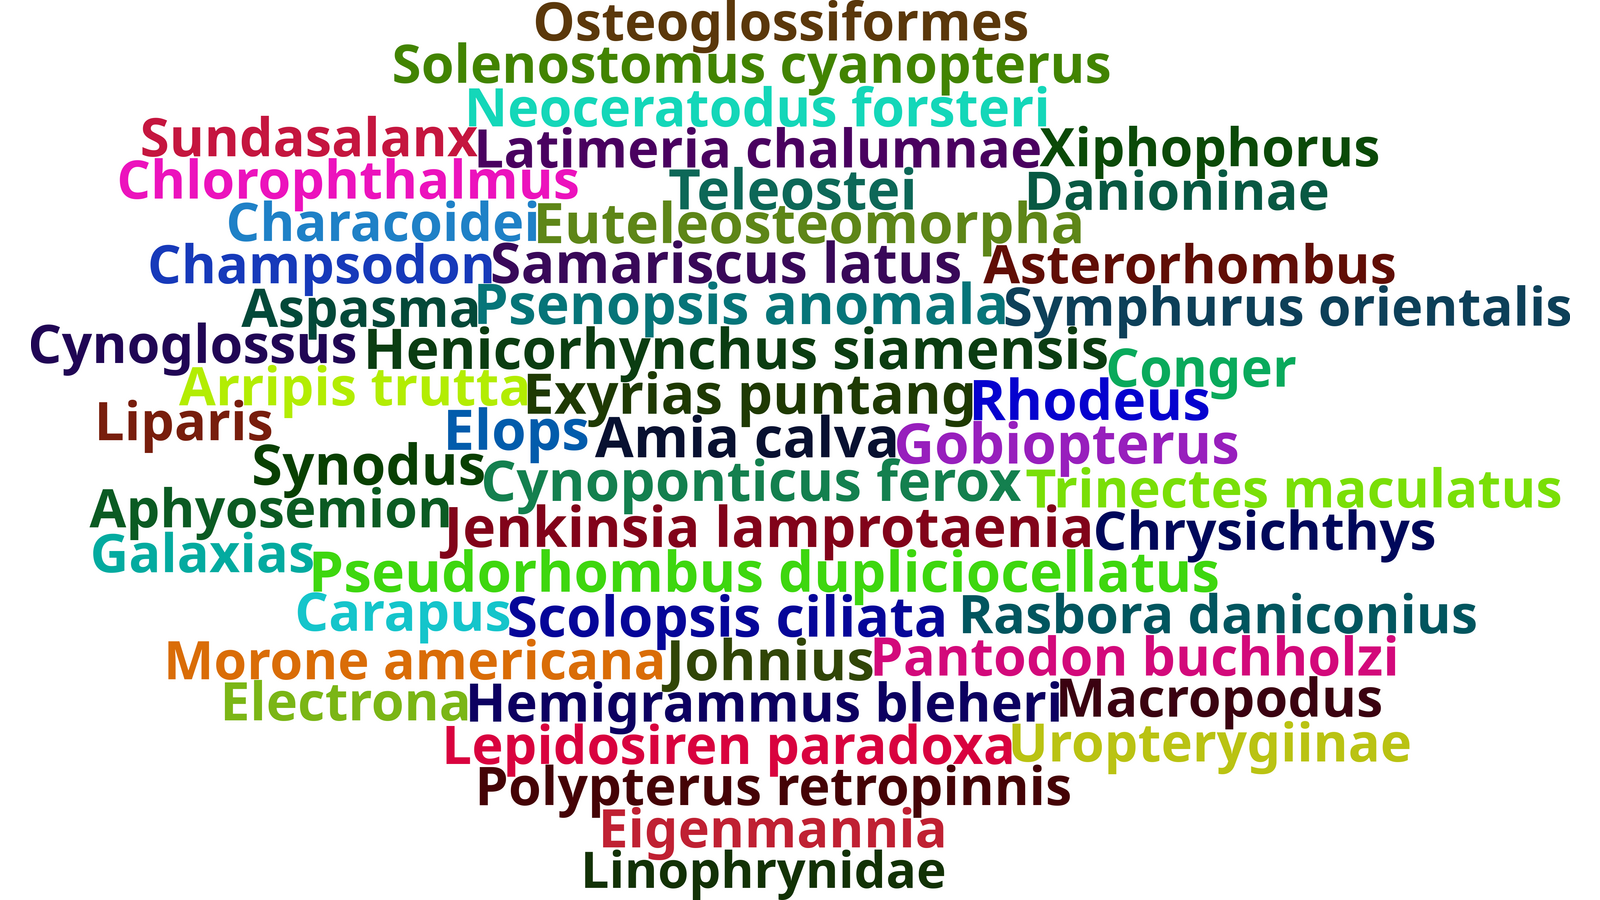 Osteoglossiformes
Solenostomus cyanopterus
Neoceratodus forsteri
Sundasalanx Latimeria chalumnae Xiphophorus
Chlorophthalmus Teleostei Danioninae
Characoidei Euteleosteomorpha
Champsodon Samariscus latus Asterorhombus
Aspasma Psenopsis anomala Symphurus orientalis
Cynoglossus Henicorhynchus siamensis Conger
Arripis trutta Exyrias puntang Rhodeus
Liparis Elops Amia calva Gobiopterus
Synodus Cynoponticus ferox Trinectes maculatus
Aphyosemion Jenkinsia lamprotaenia Chrysichthys
Galaxias Pseudorhombus dupliciocellatus
Carapus Scolopsis ciliata Rasbora daniconius
Morone americana Johnius Pantodon buchholzi
Electrona Hemigrammus bleheri Macropodus
Lepidosiren paradoxa Uropterygiinae
Polypterus retropinnis
Eigenmannia
Linophrynidae